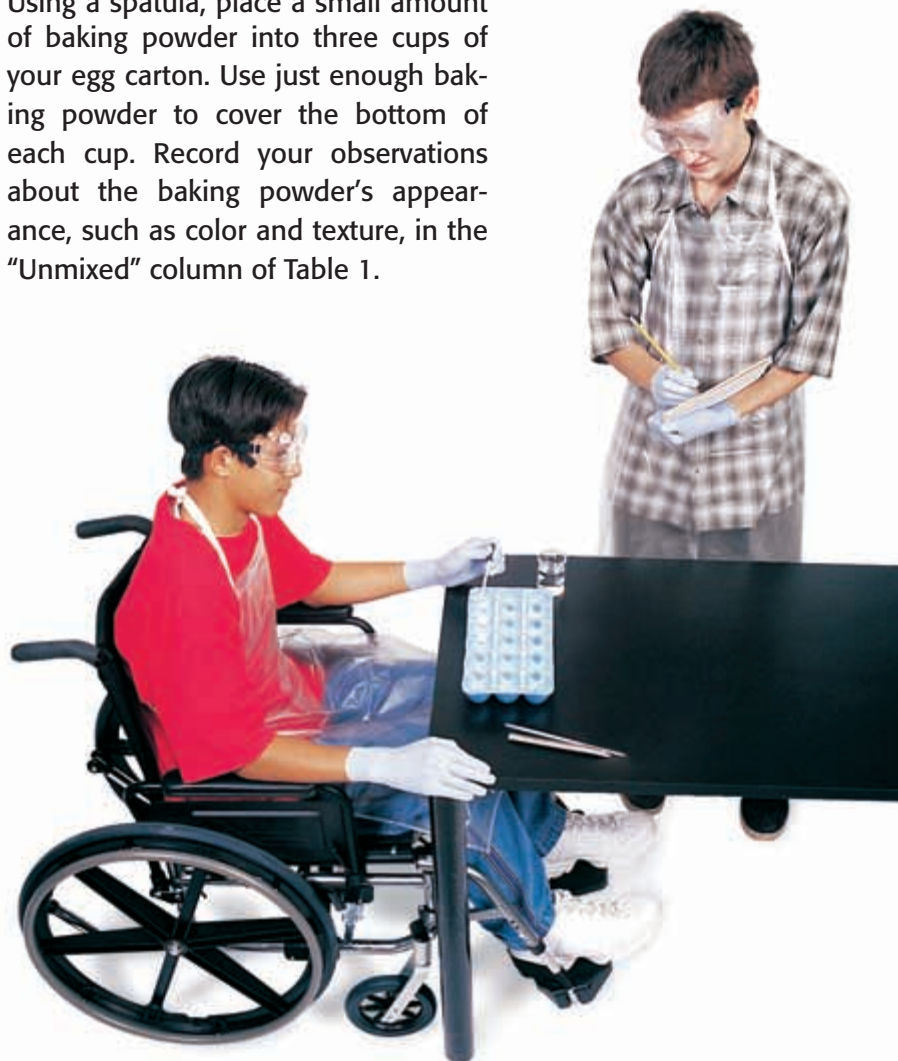 Using a spatula, place a small amount
of baking powder into three cups of
your egg carton. Use just enough bak-
ing powder to cover the bottom of
each cup. Record your observations
about the baking powder's appear-
ance, such as color and texture, in the
"Unmixed" column of Table 1.